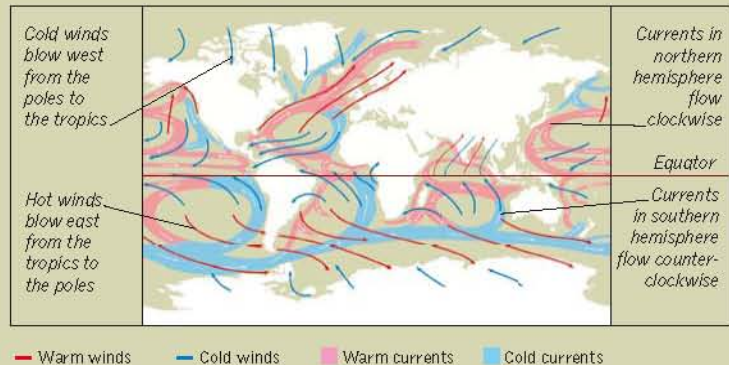 Cold winds
blow west
from the
poles to
the tropics
Hot winds
blow east
from the
tropics to
the poles
Currents in
northern
hemisphere
flow
clockwise
Equator
Currents
in southern
hemisphere
flow counter-
clockwise
Warm winds
Cold winds
Warm currents
Cold currents